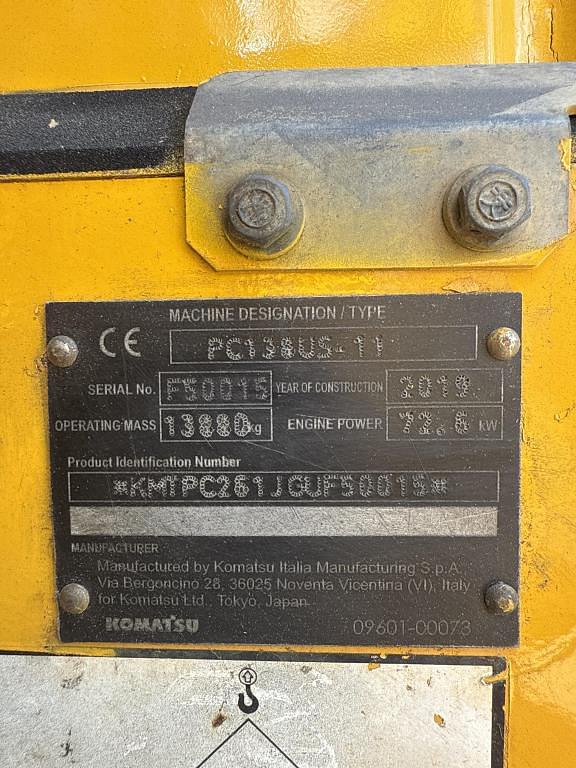 MACHINE DESIGNATION / TYPE
CE PC138US-11
SERIAL No. F50015 YEAR OF CONSTRUCTION 2019
OPERATING MASS 13880 kg ENGINE POWER 72.6 kW
Product Identification Number
*KMTPC261JGUF50015*
MANUFACTURER
Manufactured by Komatsu Italia Manufacturing S.p.A.
Via Bergoncino 28, 36025 Noventa Vicentina (VI), Italy
for Komatsu Ltd., Tokyo, Japan
KOMATSU 09601-00073